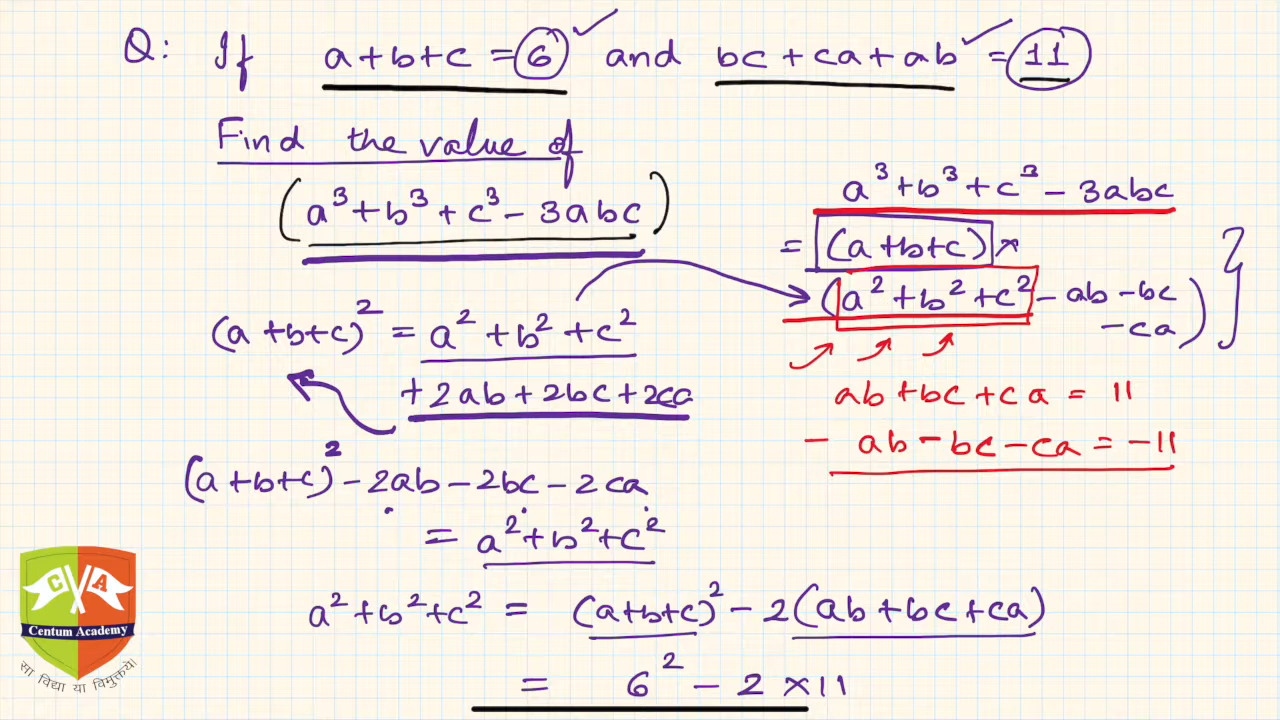 Q: If a+b+c = 6 and bc+ca+ab = 11
Find the value of
(a³+b³+c³-3abc)
a³+b³+c³-3abc
= (a+b+c)×
(a²+b²+c²-ab-bc
-ca)
ab+bc+ca = 11
- ab-bc-ca = -11
(a+b+c)² = a²+b²+c²
+2ab+2bc+2ca
(a+b+c)²-2ab-2bc-2ca
= a²+b²+c²
a²+b²+c² = (a+b+c)²-2(ab+bc+ca)
= 6²-2×11
C A
Centum Academy
सा विद्या या विमुक्तये